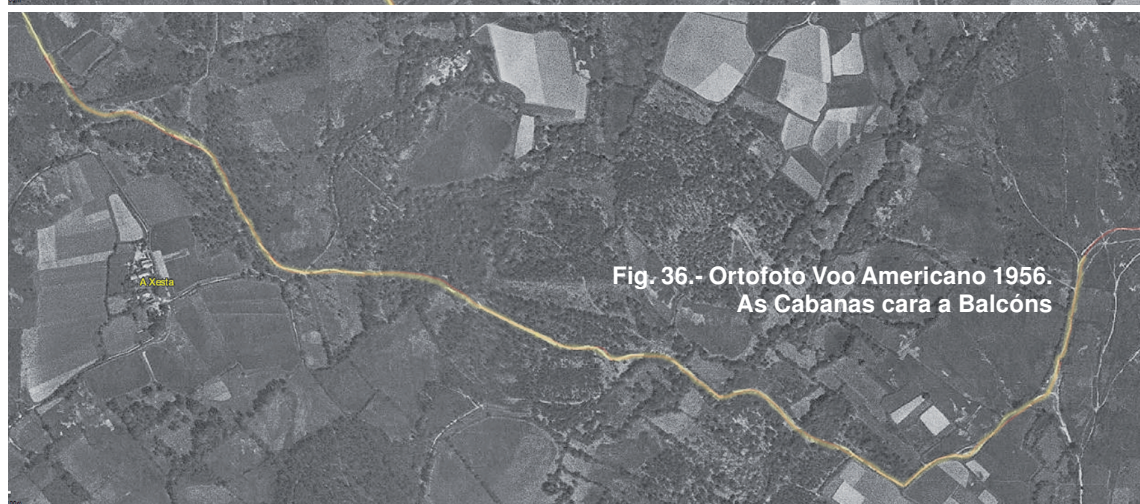 A Xesta
Fig. 36.- Ortofoto Voo Americano 1956.
As Cabanas cara a Balcóns